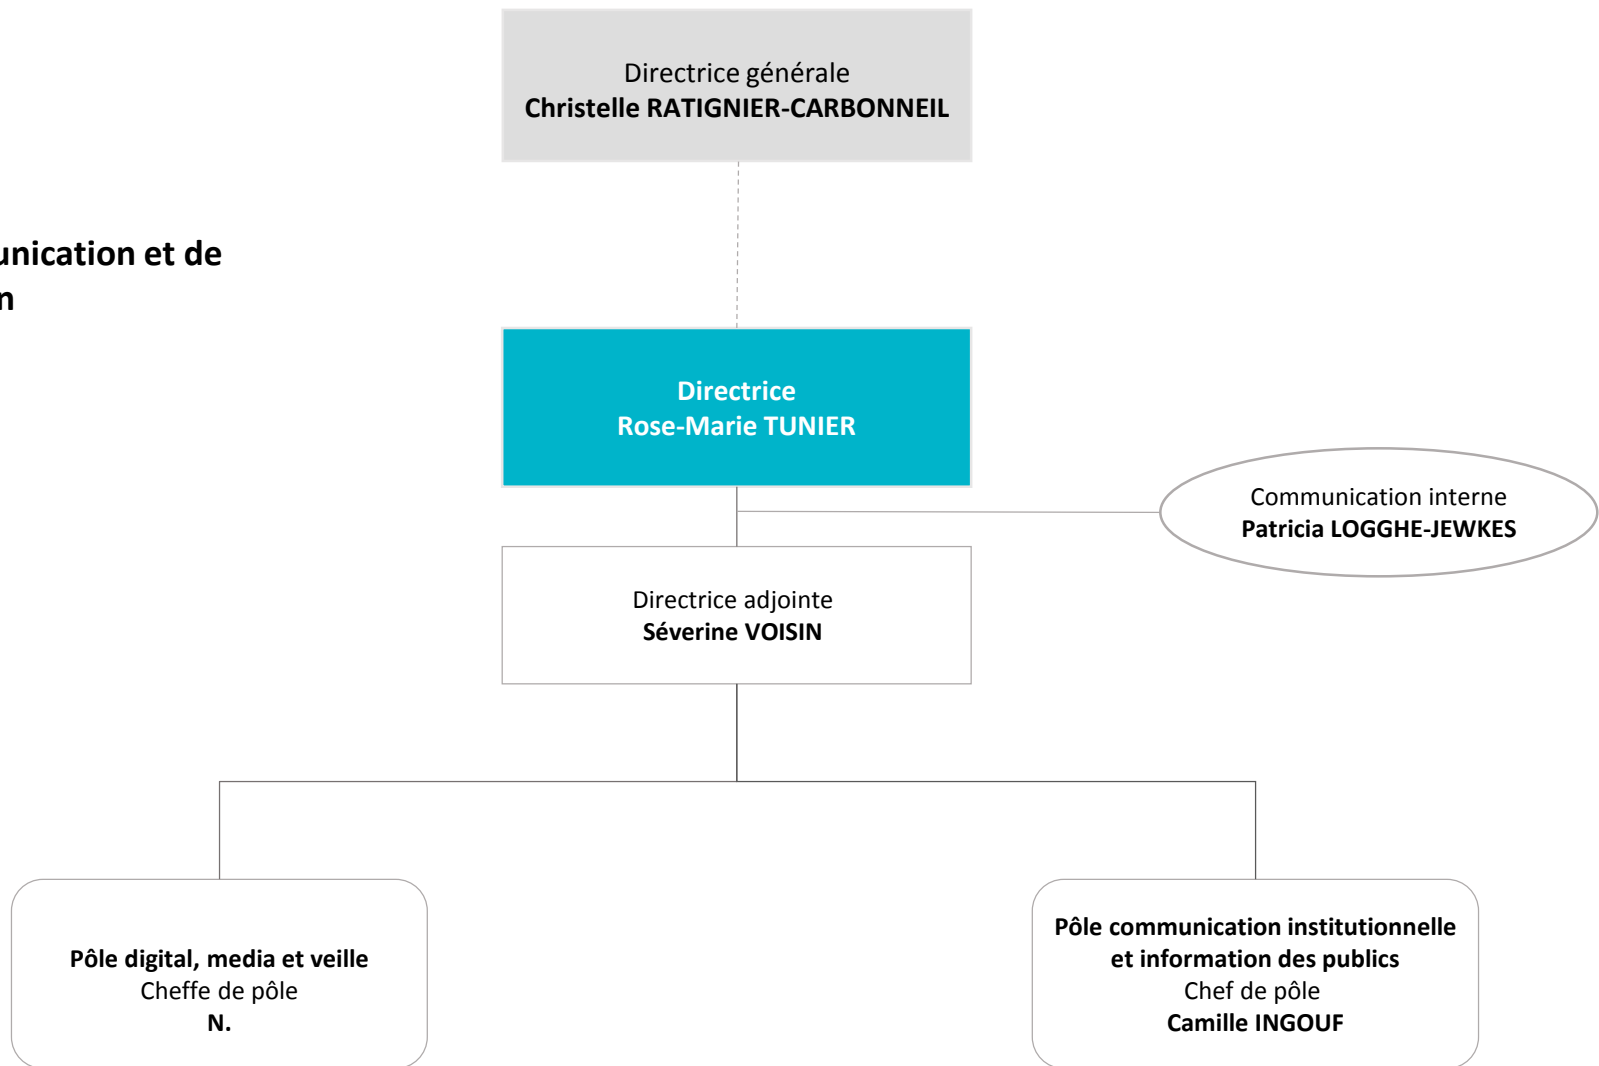 Directrice générale
Christelle RATIGNIER-CARBONNEIL
unication et de
n
Directrice
Rose-Marie TUNIER
Communication interne
Patricia LOGGHE-JEWKES
Directrice adjointe
Séverine VOISIN
Pôle digital, media et veille
Cheffe de pôle
N.
Pôle communication institutionnelle
et information des publics
Chef de pôle
Camille INGOUF